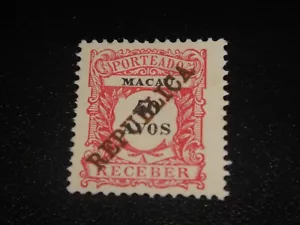 PORTEADO
MACAU
AVOS
REPUBLICA
A RECEBER